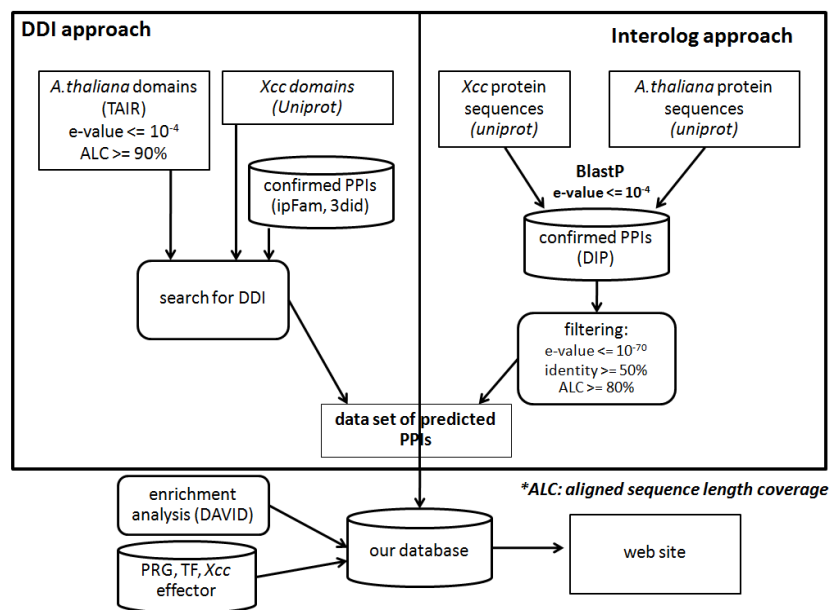 DDI approach
Interolog approach
A.thaliana domains
(TAIR)
e-value <= 10⁻⁴
ALC >= 90%
Xcc domains
(Uniprot)
confirmed PPIs
(ipFam, 3did)
search for DDI
Xcc protein
sequences
(uniprot)
A.thaliana protein
sequences
(uniprot)
BlastP
e-value <= 10⁻⁴
confirmed PPIs
(DIP)
filtering:
e-value <= 10⁻⁷⁰
identity >= 50%
ALC >= 80%
data set of predicted
PPIs
*ALC: aligned sequence length coverage
enrichment
analysis (DAVID)
PRG, TF, Xcc
effector
our database
web site